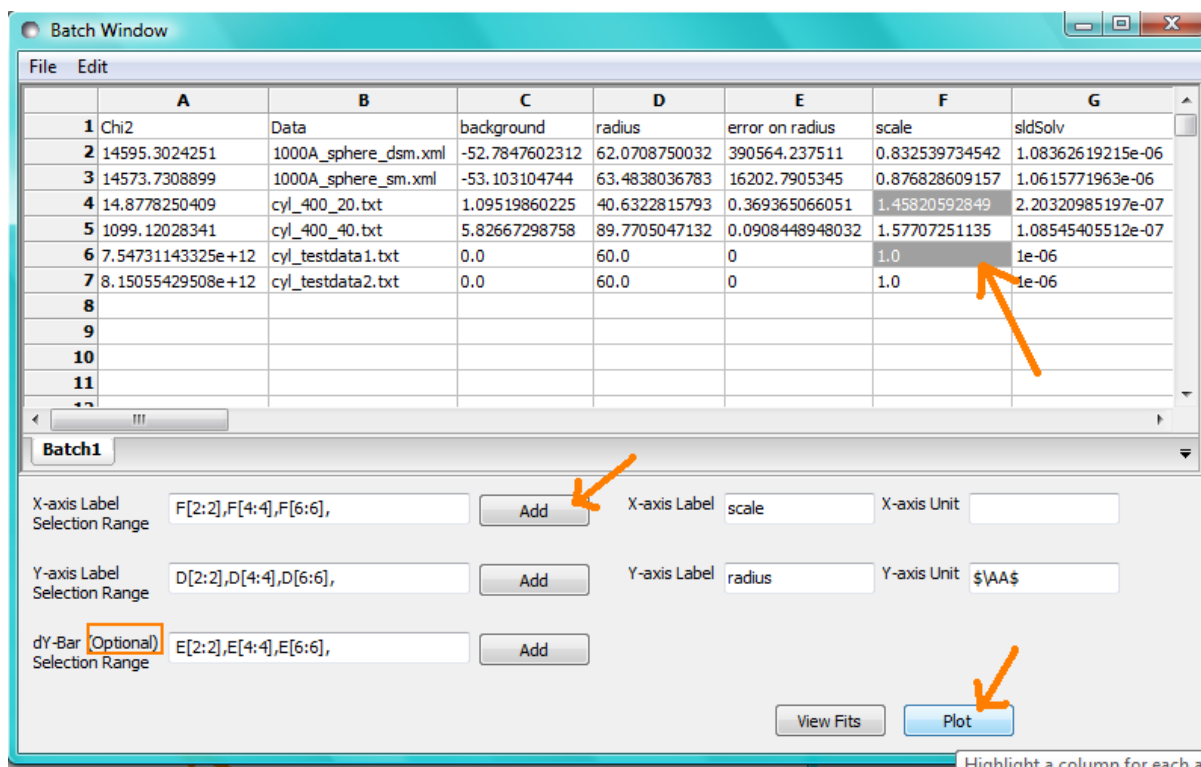 Batch Window
File Edit
A B C D E F G
1 Chi2 Data background radius error on radius scale sldSolv
2 14595.3024251 1000A_sphere_dsm.xml -52.7847602312 62.0708750032 390564.237511 0.832539734542 1.08362619215e-06
3 14573.7308899 1000A_sphere_sm.xml -53.103104744 63.4838036783 16202.7905345 0.876828609157 1.0615771963e-06
4 14.8778250409 cyl_400_20.txt 1.09519860225 40.6322815793 0.369365066051 1.45820592849 2.20320985197e-07
5 1099.12028341 cyl_400_40.txt 5.82667298758 89.7705047132 0.0908448948032 1.57707251135 1.08545405512e-07
6 7.54731143325e+12 cyl_testdata1.txt 0.0 60.0 0 1.0 1e-06
7 8.15055429508e+12 cyl_testdata2.txt 0.0 60.0 0 1.0 1e-06
8
9
10
11
Batch1
X-axis Label
Selection Range F[2:2],F[4:4],F[6:6], Add X-axis Label scale X-axis Unit
Y-axis Label
Selection Range D[2:2],D[4:4],D[6:6], Add Y-axis Label radius Y-axis Unit $\AA$
dY-Bar (Optional)
Selection Range E[2:2],E[4:4],E[6:6], Add
View Fits Plot
Highlight a column for each a